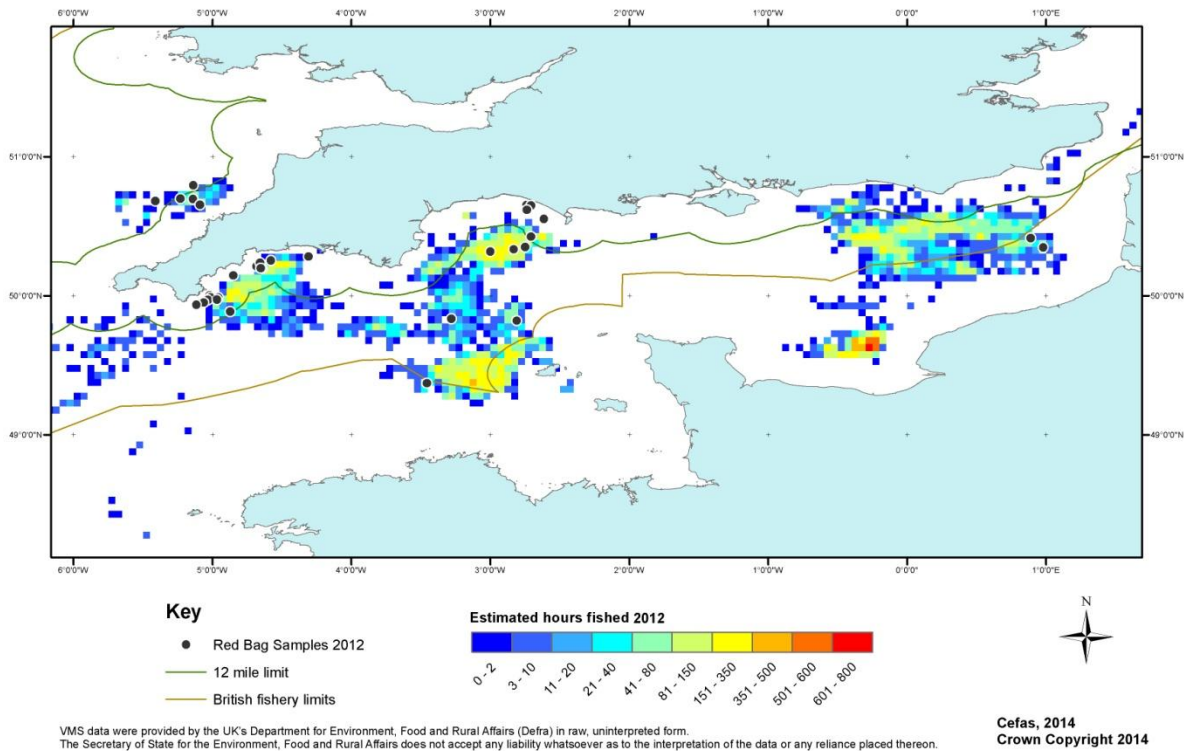 6°0'0"W 5°0'0"W 4°0'0"W 3°0'0"W 2°0'0"W 1°0'0"W 0°0'0" 1°0'0"E
51°0'0"N 51°0'0"N
50°0'0"N 50°0'0"N
49°0'0"N 49°0'0"N
6°0'0"W 5°0'0"W 4°0'0"W 3°0'0"W 2°0'0"W 1°0'0"W 0°0'0" 1°0'0"E
Key
Red Bag Samples 2012
12 mile limit
British fishery limits
Estimated hours fished 2012
0 - 2 3 - 10 11 - 20 21 - 40 41 - 80 81 - 150 151 - 350 351 - 500 501 - 600 601 - 800
N
VMS data were provided by the UK's Department for Environment, Food and Rural Affairs (Defra) in raw, uninterpreted form.
The Secretary of State for the Environment, Food and Rural Affairs does not accept any liability whatsoever as to the interpretation of the data or any reliance placed thereon.
Cefas, 2014
Crown Copyright 2014